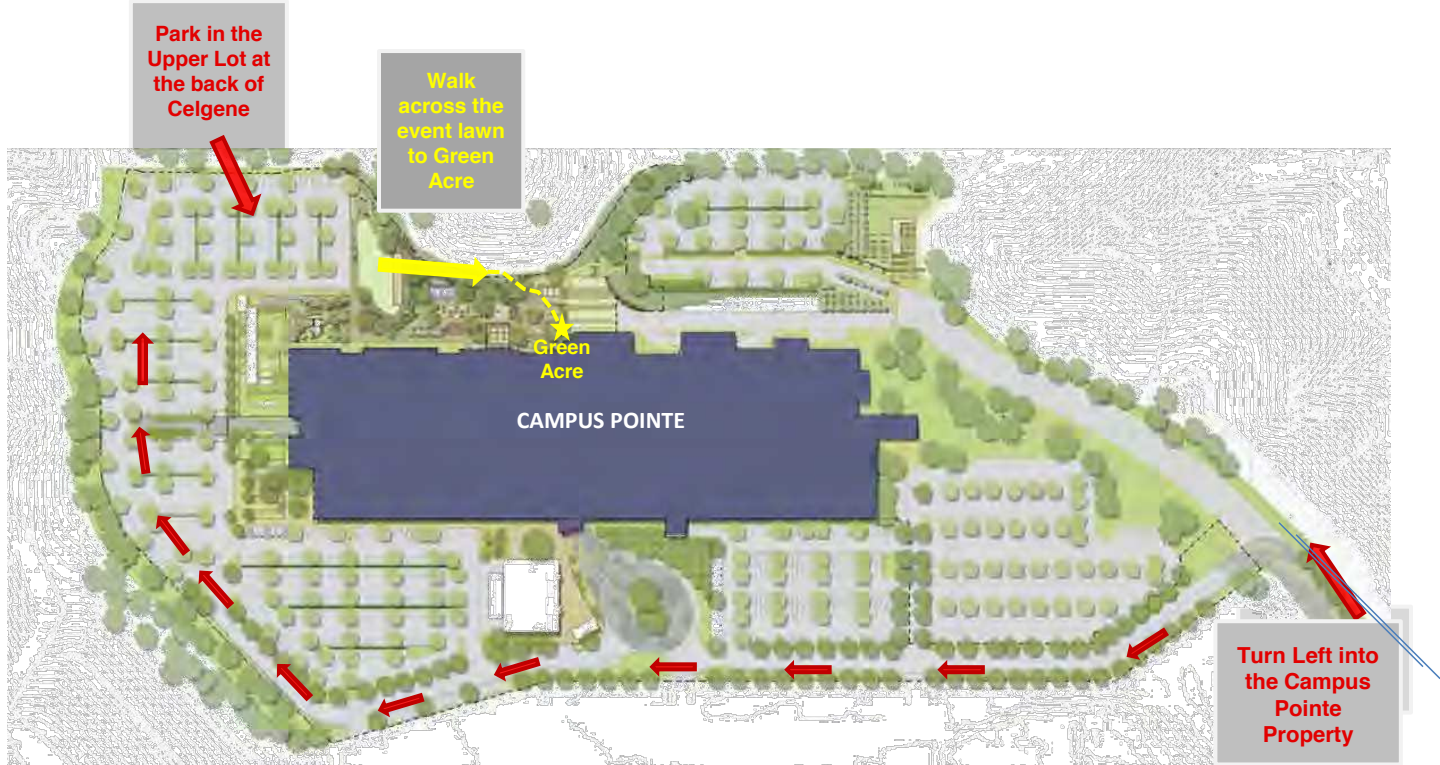 Park in the
Upper Lot at
the back of
Celgene
Walk
across the
event lawn
to Green
Acre
Green
Acre
CAMPUS POINTE
Turn Left into
the Campus
Pointe
Property